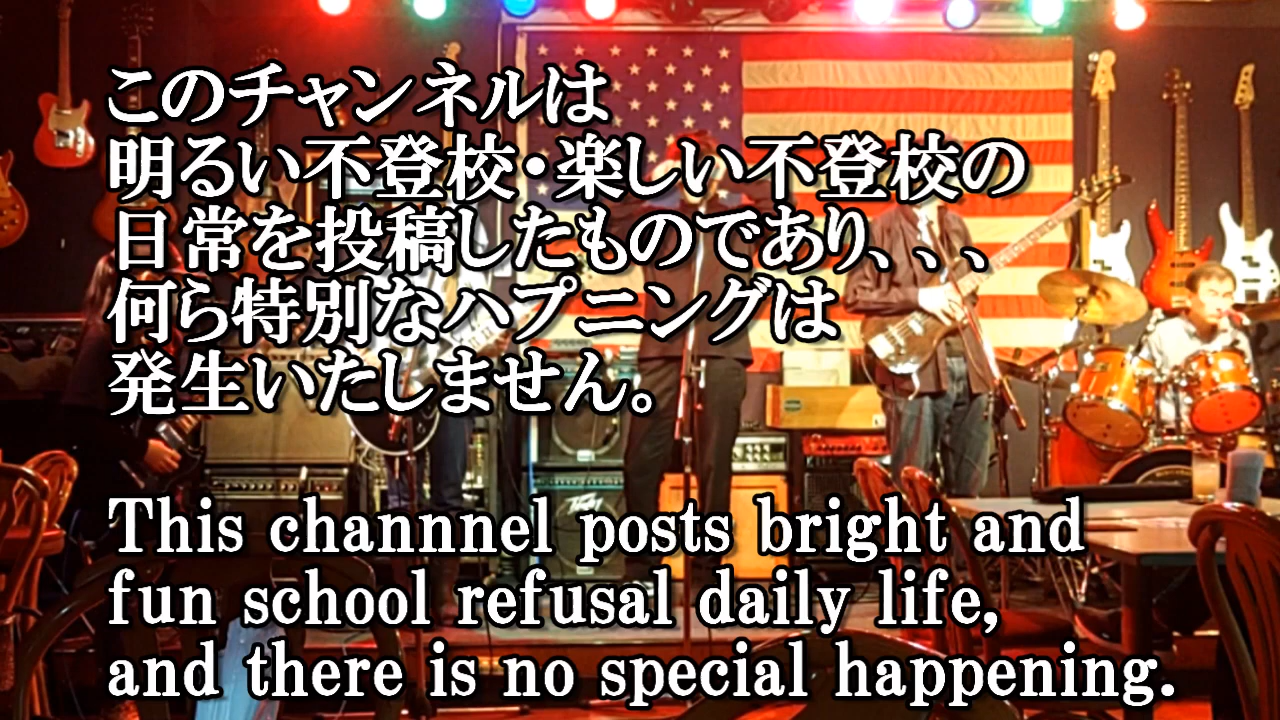 このチャンネルは
明るい不登校・楽しい不登校の
日常を投稿したものであり、、、
何ら特別なハプニングは
発生いたしません。
This channnel posts bright and
fun school refusal daily life,
and there is no special happening.
PEAVEY